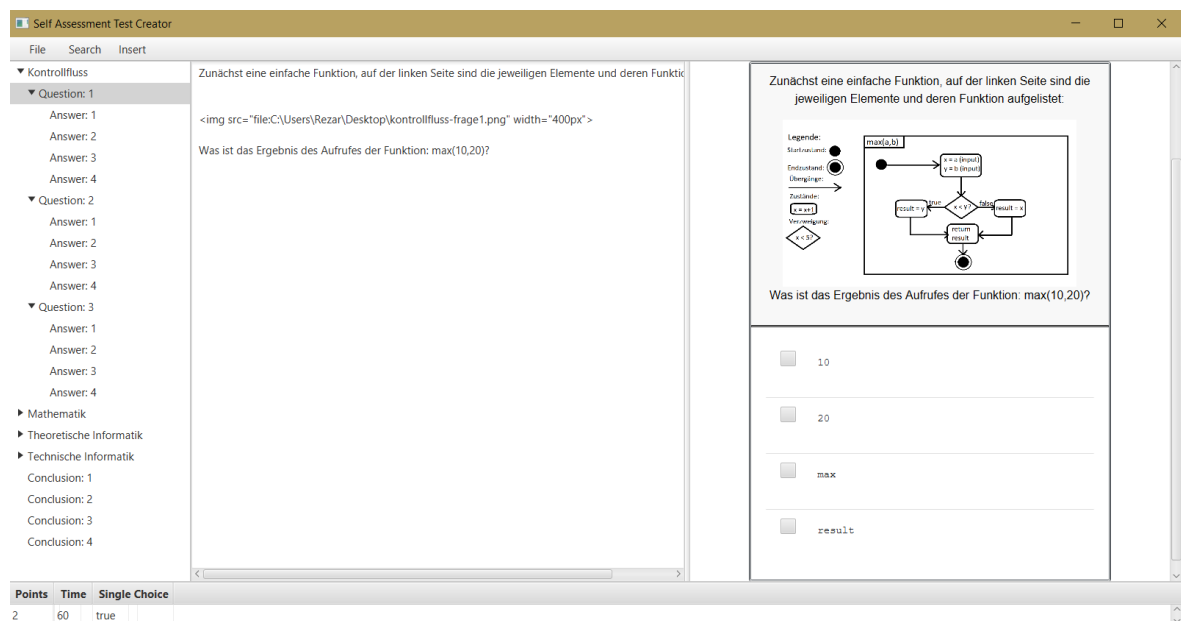 Self Assessment Test Creator
File Search Insert
Kontrollfluss
Question: 1
Answer: 1
Answer: 2
Answer: 3
Answer: 4
Question: 2
Answer: 1
Answer: 2
Answer: 3
Answer: 4
Question: 3
Answer: 1
Answer: 2
Answer: 3
Answer: 4
Mathematik
Theoretische Informatik
Technische Informatik
Conclusion: 1
Conclusion: 2
Conclusion: 3
Conclusion: 4
Zunächst eine einfache Funktion, auf der linken Seite sind die jeweiligen Elemente und deren Funktic
<img src="file:C:\Users\Rezar\Desktop\kontrollfluss-frage1.png" width="400px">
Was ist das Ergebnis des Aufrufes der Funktion: max(10,20)?
Zunächst eine einfache Funktion, auf der linken Seite sind die
jeweiligen Elemente und deren Funktion aufgelistet:
Legende:
Startzustand:
Endzustand:
Übergänge:
Zustände:
x = x+1
Verzweigung:
x < 5?
max(a,b)
x = a (input)
y = b (input)
true
false
result = y
x < Y?
result = x
return
result
Was ist das Ergebnis des Aufrufes der Funktion: max(10,20)?
10
20
max
result
Points Time Single Choice
2 60 true